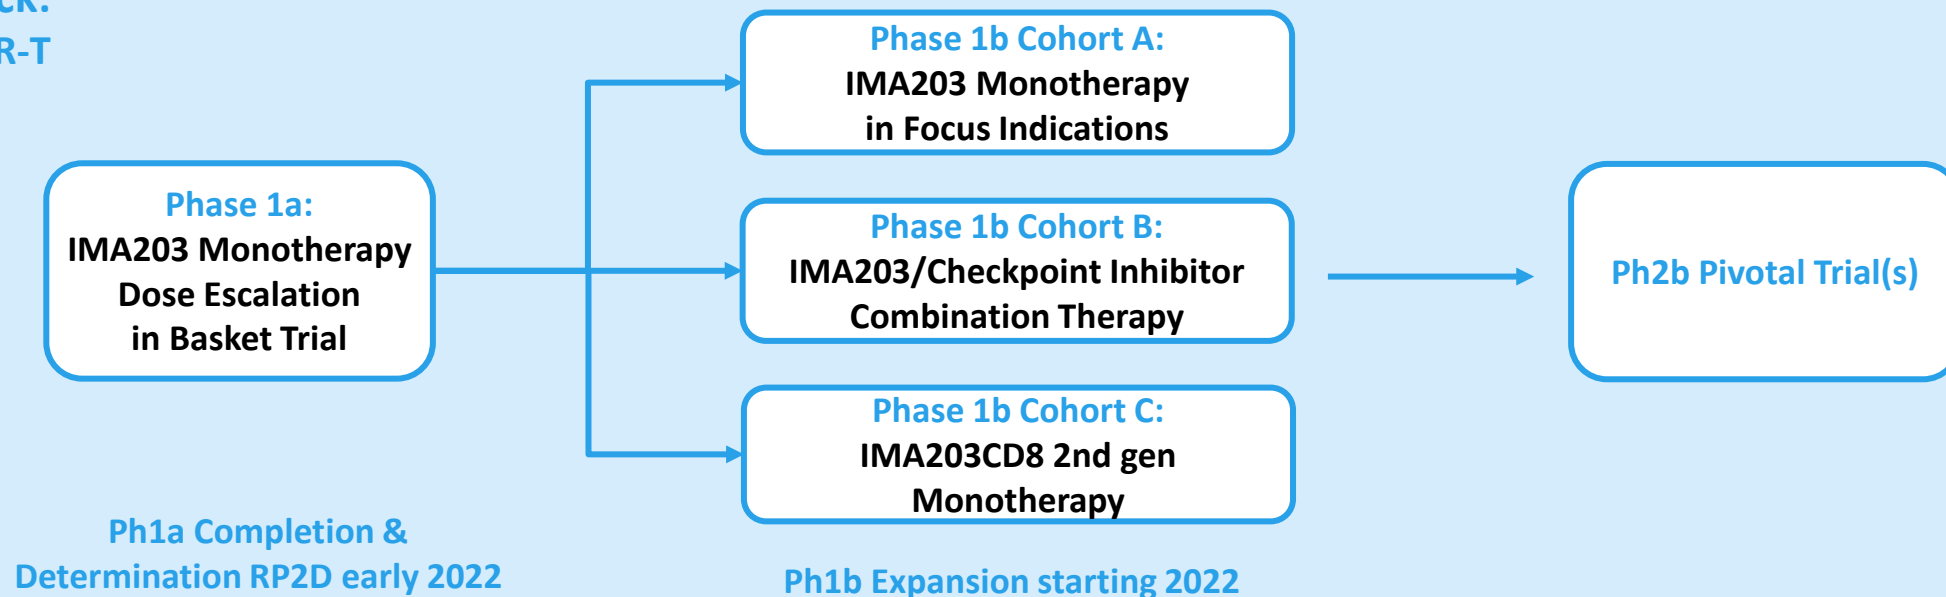 R-T
Phase 1a:
IMA203 Monotherapy
Dose Escalation
in Basket Trial
Ph1a Completion &
Determination RP2D early 2022
Phase 1b Cohort A:
IMA203 Monotherapy
in Focus Indications
Phase 1b Cohort B:
IMA203/Checkpoint Inhibitor
Combination Therapy
Phase 1b Cohort C:
IMA203CD8 2nd gen
Monotherapy
Ph1b Expansion starting 2022
Ph2b Pivotal Trial(s)